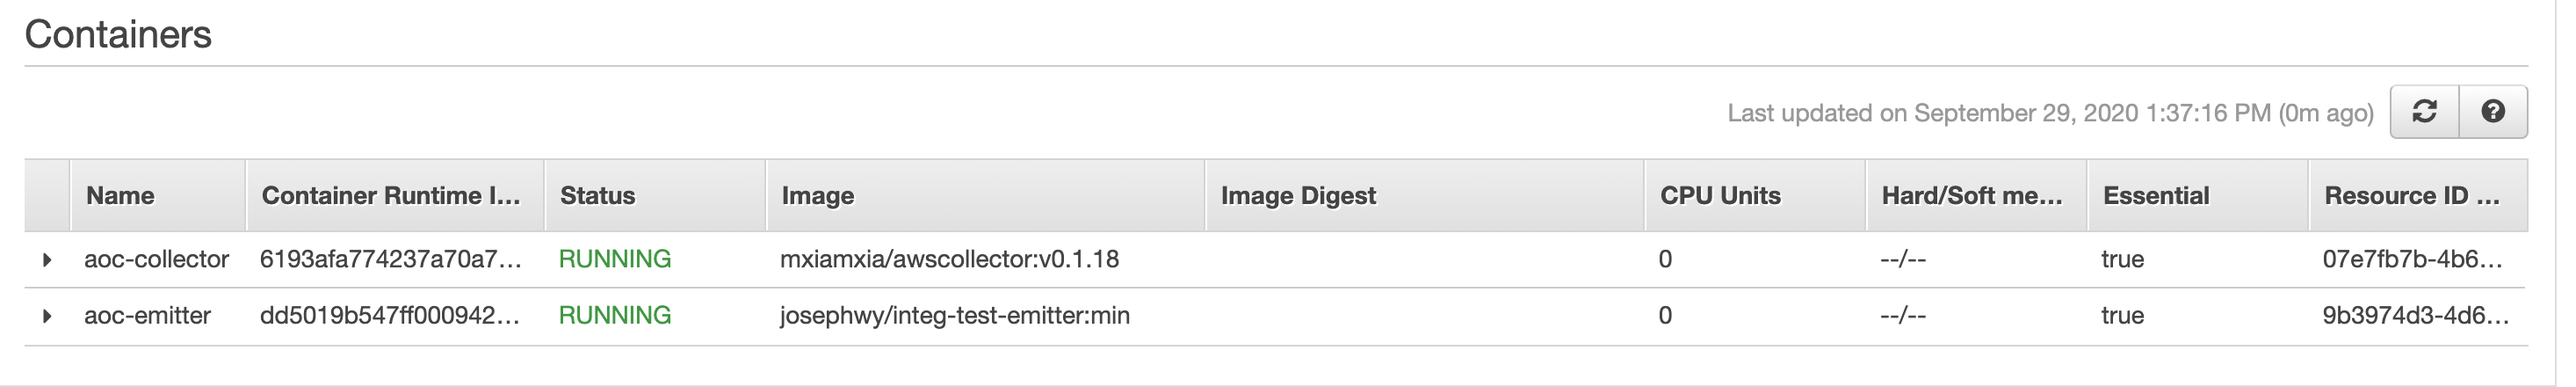 Containers
Last updated on September 29, 2020 1:37:16 PM (0m ago)
Name Container Runtime I... Status Image Image Digest CPU Units Hard/Soft me... Essential Resource ID ...
aoc-collector 6193afa774237a70a7... RUNNING mxiamxia/awscollector:v0.1.18 0 --/-- true 07e7fb7b-4b6...
aoc-emitter dd5019b547ff000942... RUNNING josephwy/integ-test-emitter:min 0 --/-- true 9b3974d3-4d6...